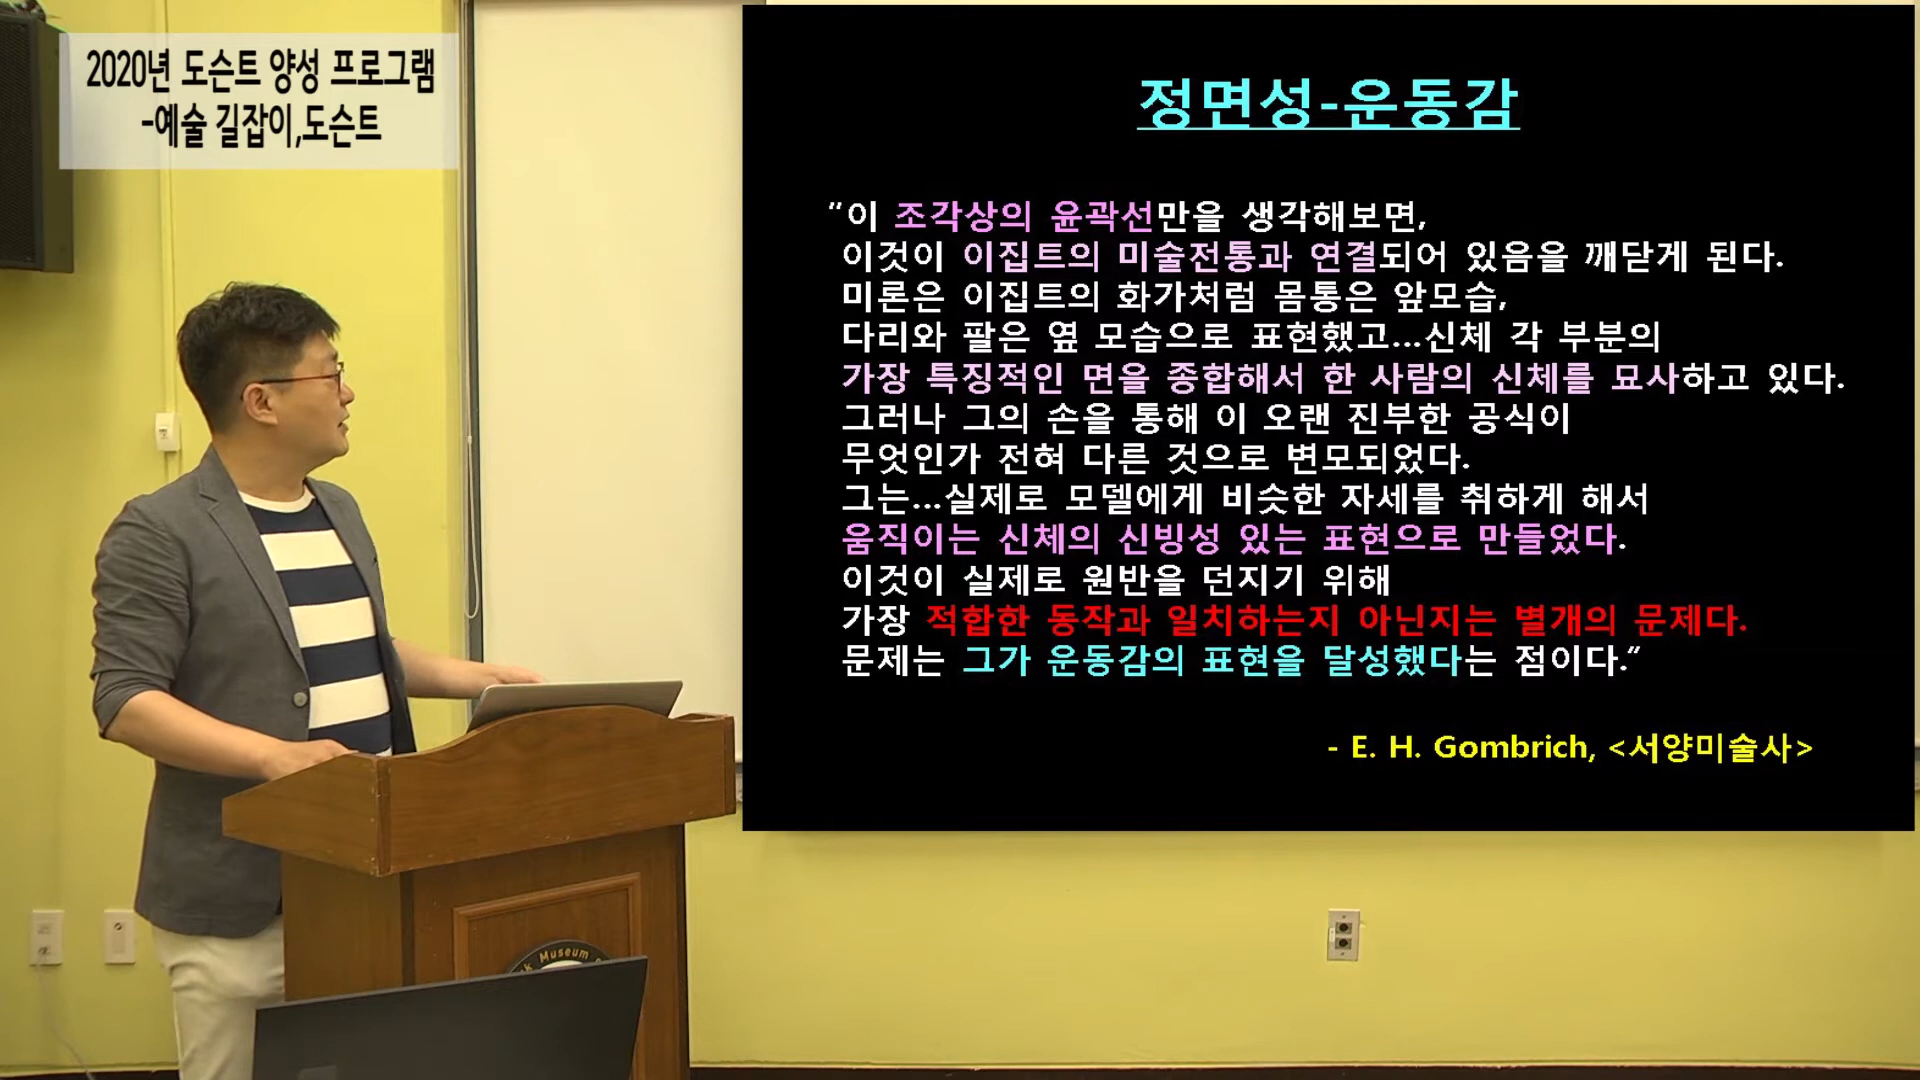 2020년 도슨트 양성 프로그램
-예술 길잡이,도슨트
정면성-운동감
"이 조각상의 윤곽선만을 생각해보면,
이것이 이집트의 미술전통과 연결되어 있음을 깨닫게 된다.
미론은 이집트의 화가처럼 몸통은 앞모습,
다리와 팔은 옆 모습으로 표현했고...신체 각 부분의
가장 특징적인 면을 종합해서 한 사람의 신체를 묘사하고 있다.
그러나 그의 손을 통해 이 오랜 진부한 공식이
무엇인가 전혀 다른 것으로 변모되었다.
그는...실제로 모델에게 비슷한 자세를 취하게 해서
움직이는 신체의 신빙성 있는 표현으로 만들었다.
이것이 실제로 원반을 던지기 위해
가장 적합한 동작과 일치하는지 아닌지는 별개의 문제다.
문제는 그가 운동감의 표현을 달성했다는 점이다."
- E. H. Gombrich, <서양미술사>
Museum